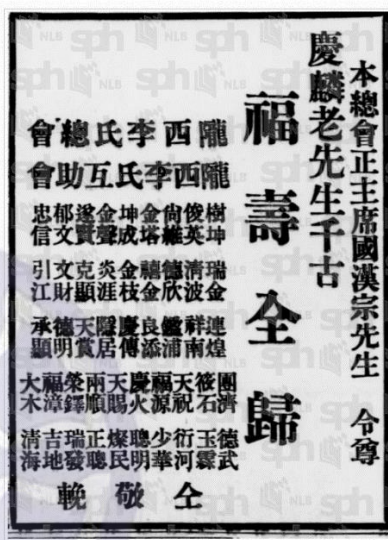 本總會正主席國漢宗先生 令尊
慶麟老先生千古
福壽全歸
隴西李氏總會
隴西李氏互助會
樹坤 俊英 尚維 金塔 坤成 金聲 遂賢 郁文 忠信
瑞金 清波 德欣 禧金 金枝 炎涯 克顯 文財 引江
連煌 祥南 鑑浦 良添 慶傳 隱居 天賞 德明 承顯
團濟 筱石 天祝 福源 慶火 天賜 兩順 榮鐸 福漳 大木
德武 玉霖 衍河 少華 聰明 燦民 正聰 瑞發 吉地 清海
仝敬輓